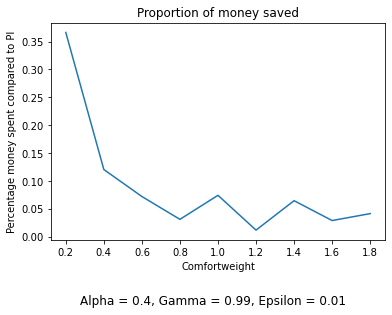 Proportion of money saved
Percentage money spent compared to PI
0.35
0.30
0.25
0.20
0.15
0.10
0.05
0.00
0.2 0.4 0.6 0.8 1.0 1.2 1.4 1.6 1.8
Comfortweight
Alpha = 0.4, Gamma = 0.99, Epsilon = 0.01